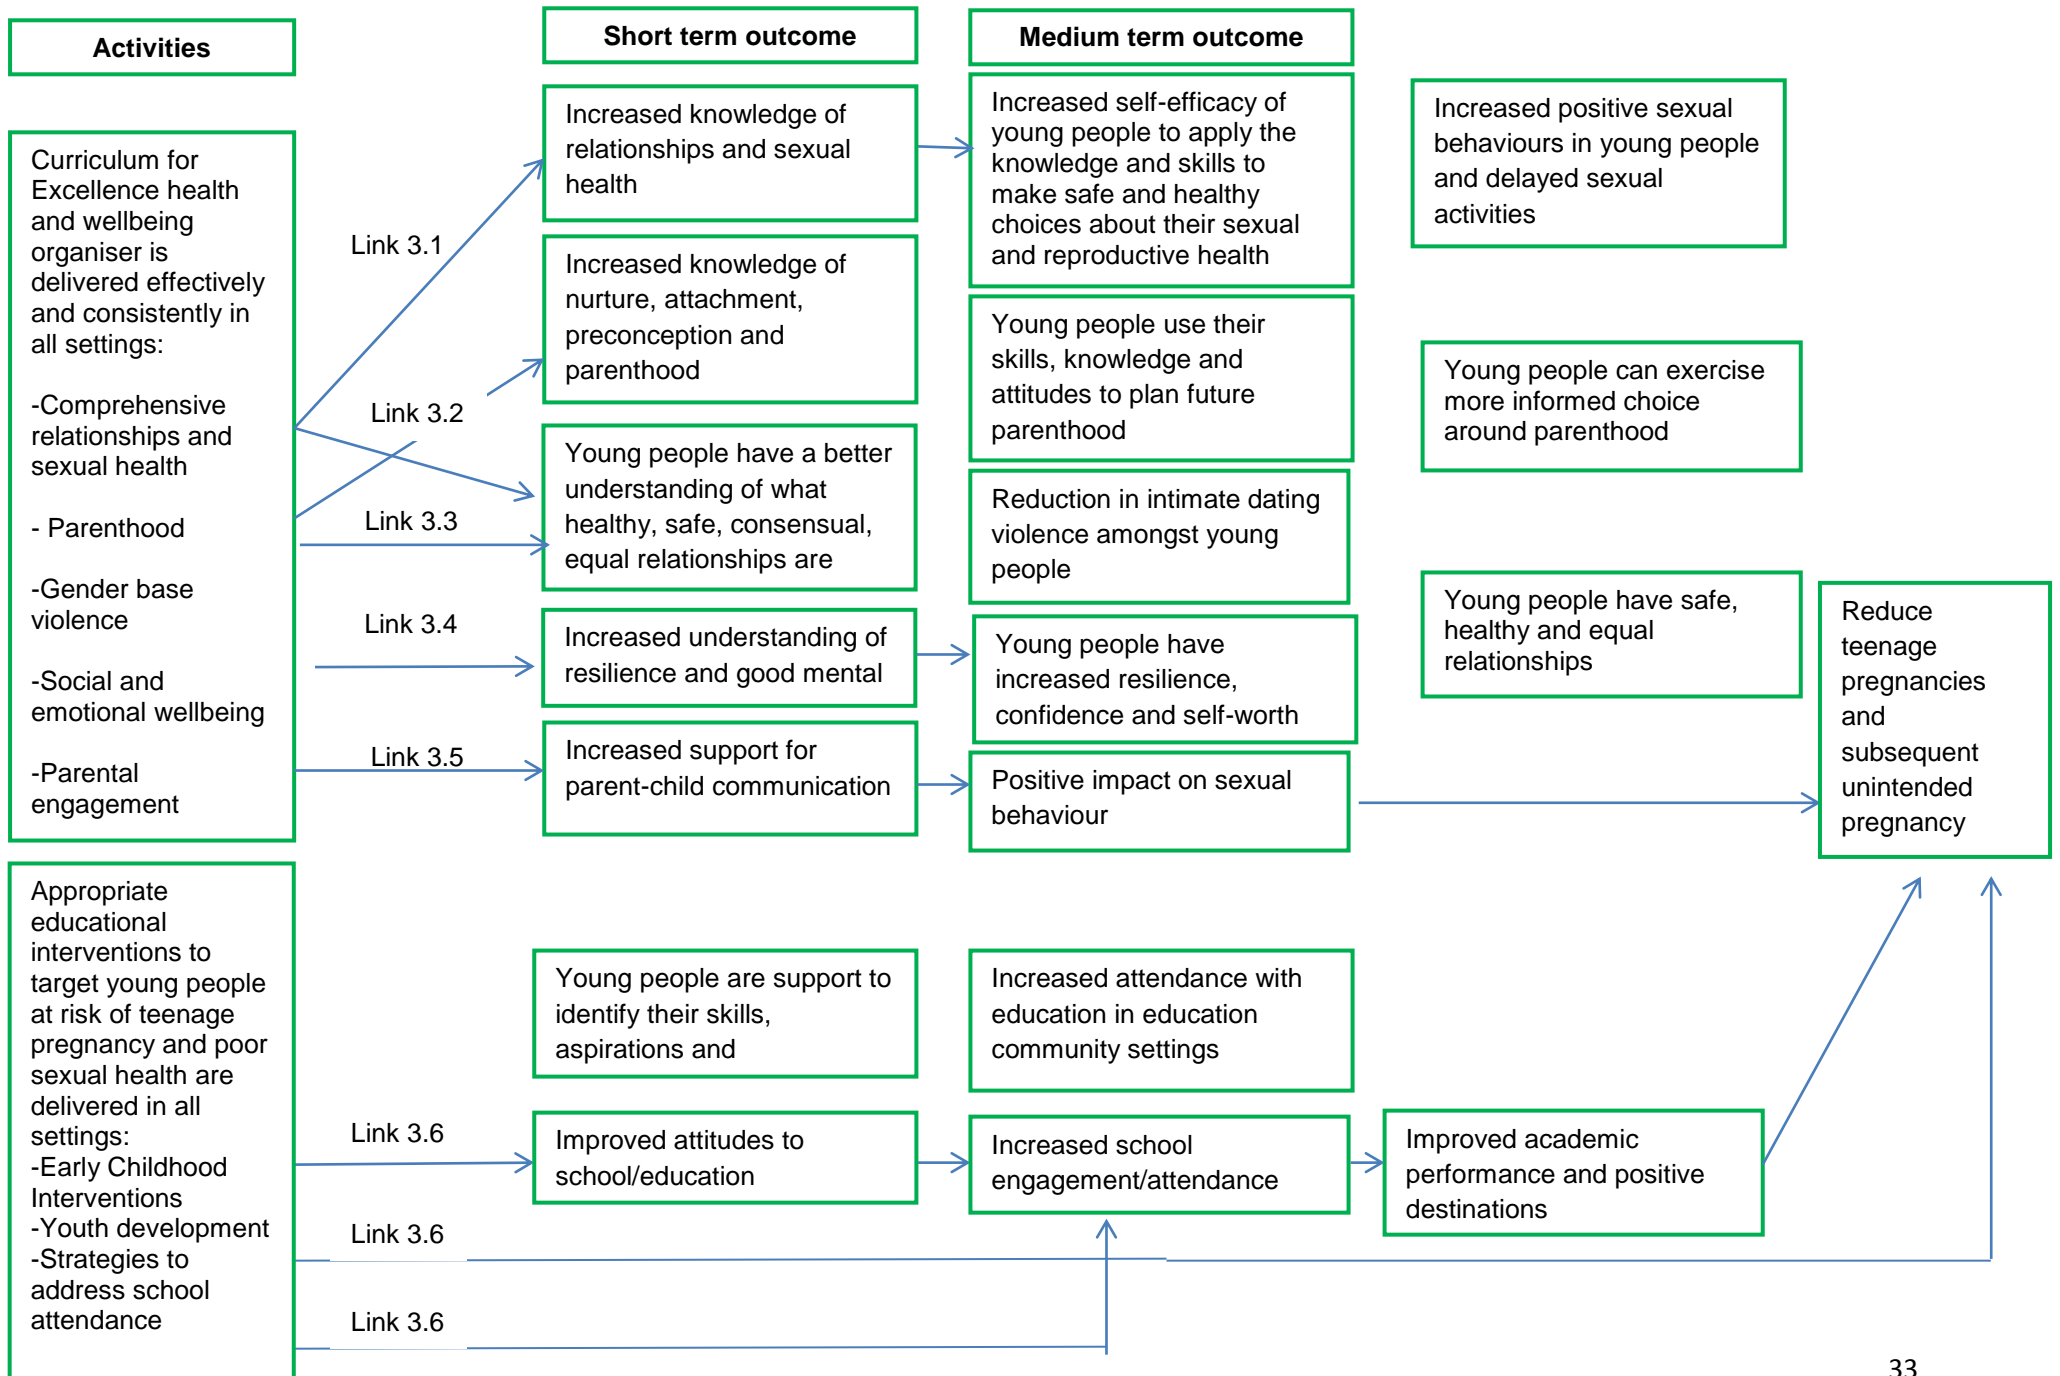 Activities
Short term outcome
Medium term outcome
Curriculum for
Excellence health
and wellbeing
organiser is
delivered effectively
and consistently in
all settings:
-Comprehensive
relationships and
sexual health
- Parenthood
-Gender base
violence
-Social and
emotional wellbeing
-Parental
engagement
Link 3.1
Link 3.2
Link 3.3
Link 3.4
Link 3.5
Increased knowledge of
relationships and sexual
health
Increased knowledge of
nurture, attachment,
preconception and
parenthood
Young people have a better
understanding of what
healthy, safe, consensual,
equal relationships are
Increased understanding of
resilience and good mental
Increased support for
parent-child communication
Increased self-efficacy of
young people to apply the
knowledge and skills to
make safe and healthy
choices about their sexual
and reproductive health
Young people use their
skills, knowledge and
attitudes to plan future
parenthood
Reduction in intimate dating
violence amongst young
people
Young people have
increased resilience,
confidence and self-worth
Positive impact on sexual
behaviour
Increased positive sexual
behaviours in young people
and delayed sexual
activities
Young people can exercise
more informed choice
around parenthood
Young people have safe,
healthy and equal
relationships
Reduce
teenage
pregnancies
and
subsequent
unintended
pregnancy
Appropriate
educational
interventions to
target young people
at risk of teenage
pregnancy and poor
sexual health are
delivered in all
settings:
-Early Childhood
Interventions
-Youth development
-Strategies to
address school
attendance
Link 3.6
Link 3.6
Link 3.6
Young people are support to
identify their skills,
aspirations and
Improved attitudes to
school/education
Increased attendance with
education in education
community settings
Increased school
engagement/attendance
Improved academic
performance and positive
destinations
33